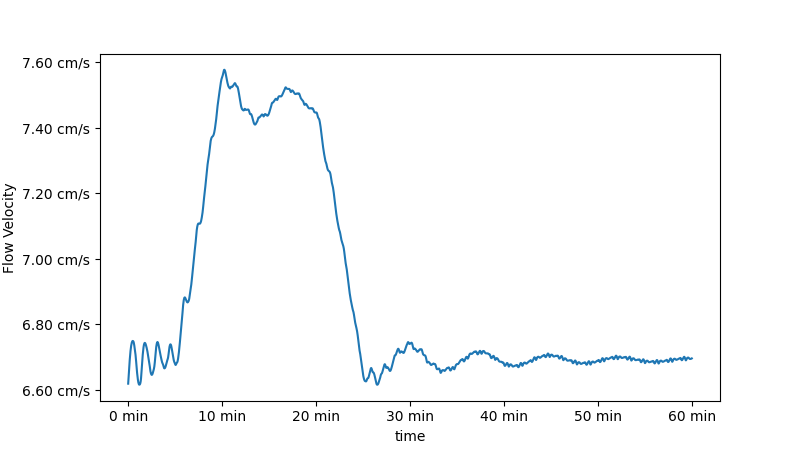 7.60 cm/s
7.40 cm/s
7.20 cm/s
7.00 cm/s
6.80 cm/s
6.60 cm/s
Flow Velocity
0 min 10 min 20 min 30 min 40 min 50 min 60 min
time